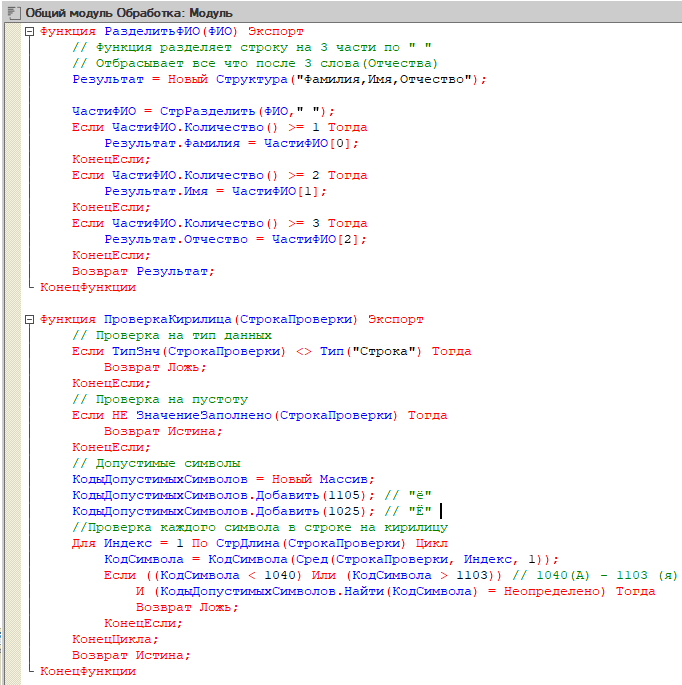 Общий модуль Обработка: Модуль
Функция РазделитьФИО(ФИО) Экспорт
// Функция разделяет строку на 3 части по " "
// Отбрасывает все что после 3 слова(Отчества)
Результат = Новый Структура("Фамилия,Имя,Отчество");
ЧастиФИО = СтрРазделить(ФИО," ");
Если ЧастиФИО.Количество() >= 1 Тогда
Результат.Фамилия = ЧастиФИО[0];
КонецЕсли;
Если ЧастиФИО.Количество() >= 2 Тогда
Результат.Имя = ЧастиФИО[1];
КонецЕсли;
Если ЧастиФИО.Количество() >= 3 Тогда
Результат.Отчество = ЧастиФИО[2];
КонецЕсли;
Возврат Результат;
КонецФункции
Функция ПроверкаКирилица(СтрокаПроверки) Экспорт
// Проверка на тип данных
Если ТипЗнч(СтрокаПроверки) <> Тип("Строка") Тогда
Возврат Ложь;
КонецЕсли;
// Проверка на пустоту
Если НЕ ЗначениеЗаполнено(СтрокаПроверки) Тогда
Возврат Истина;
КонецЕсли;
// Допустимые символы
КодыДопустимыхСимволов = Новый Массив;
КодыДопустимыхСимволов.Добавить(1105); // "ё"
КодыДопустимыхСимволов.Добавить(1025); // "Ё"
//Проверка каждого символа в строке на кирилицу
Для Индекс = 1 По СтрДлина(СтрокаПроверки) Цикл
КодСимвола = КодСимвола(Сред(СтрокаПроверки, Индекс, 1));
Если ((КодСимвола < 1040) Или (КодСимвола > 1103)) // 1040(А) - 1103 (я)
И (КодыДопустимыхСимволов.Найти(КодСимвола) = Неопределено) Тогда
Возврат Ложь;
КонецЕсли;
КонецЦикла;
Возврат Истина;
КонецФункции